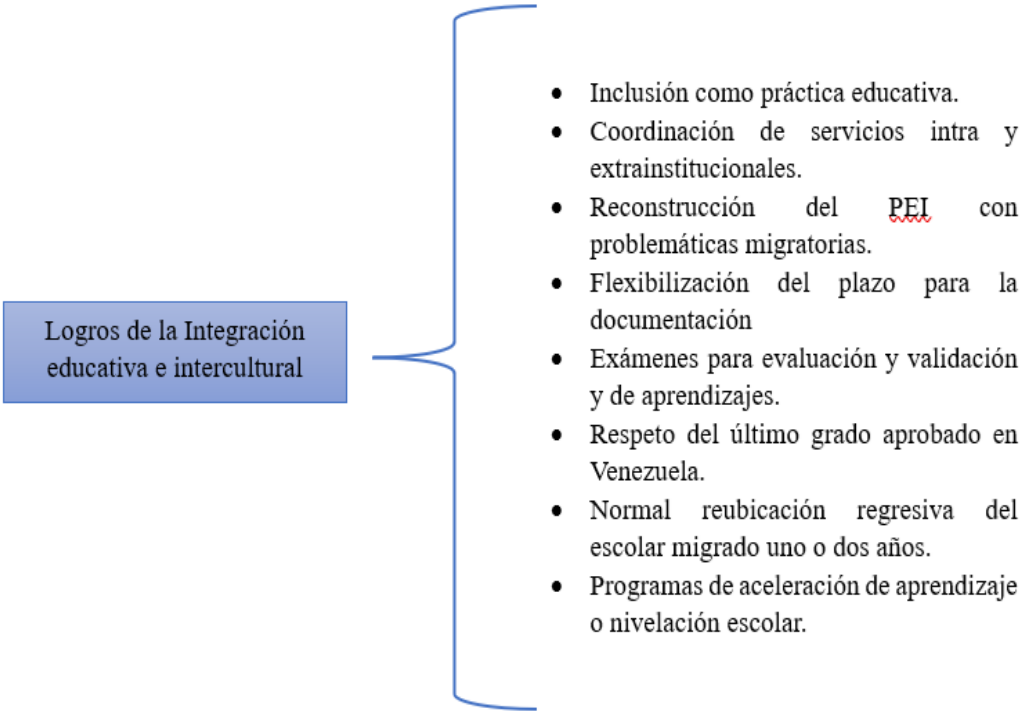 Logros de la Integración
educativa e intercultural
• Inclusión como práctica educativa.
• Coordinación de servicios intra y
extrainstitucionales.
• Reconstrucción del PEI con
problemáticas migratorias.
• Flexibilización del plazo para la
documentación
• Exámenes para evaluación y validación
y de aprendizajes.
• Respeto del último grado aprobado en
Venezuela.
• Normal reubicación regresiva del
escolar migrado uno o dos años.
• Programas de aceleración de aprendizaje
o nivelación escolar.